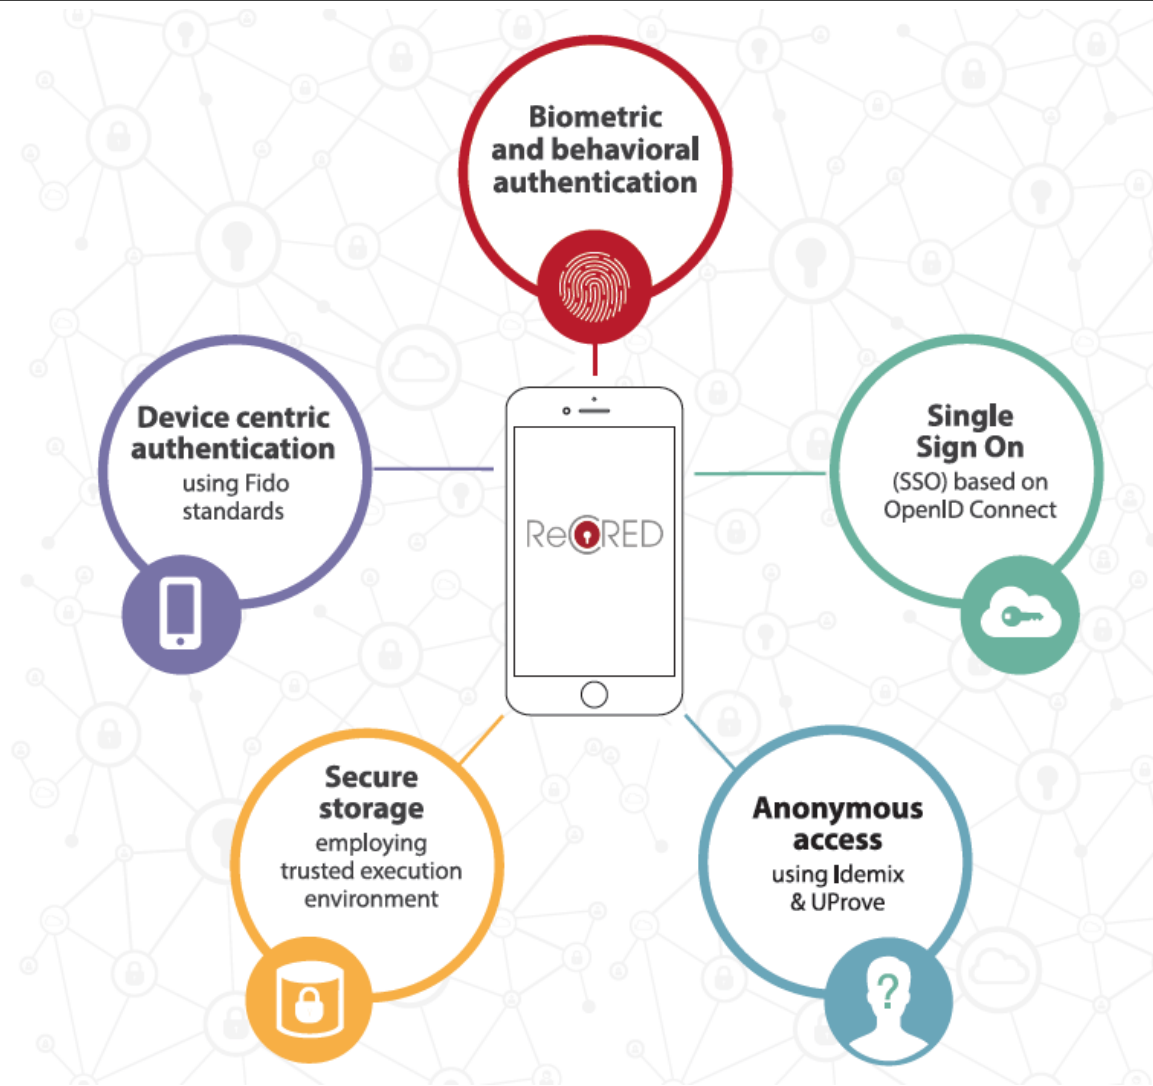 Biometric
and behavioral
authentication
Device centric
authentication
using Fido
standards
Single
Sign On
(SSO) based on
OpenID Connect
ReCRED
Secure
storage
employing
trusted execution
environment
Anonymous
access
using Idemix
& UProve
?